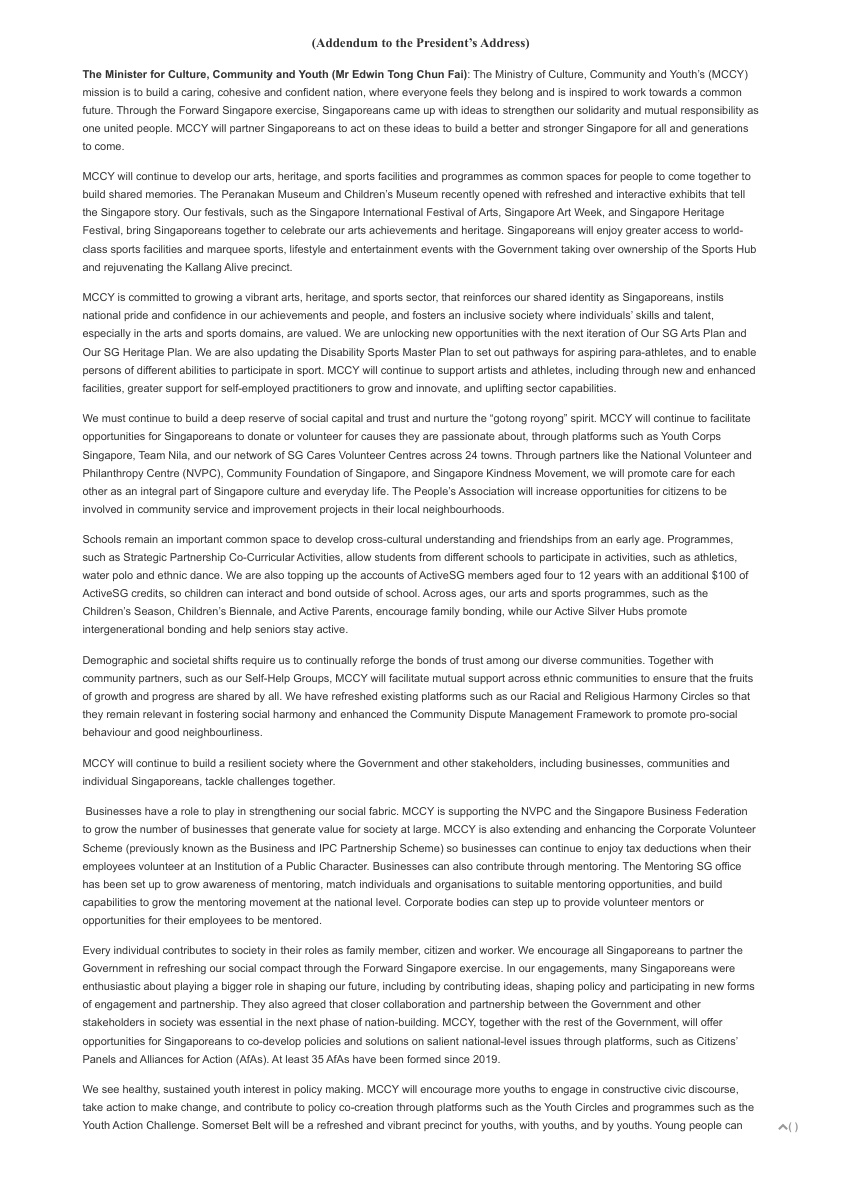 (Addendum to the President’s Address)
The Minister for Culture, Community and Youth (Mr Edwin Tong Chun Fai): The Ministry of Culture, Community and Youth’s (MCCY)
mission is to build a caring, cohesive and confident nation, where everyone feels they belong and is inspired to work towards a common
future. Through the Forward Singapore exercise, Singaporeans came up with ideas to strengthen our solidarity and mutual responsibility as
one united people. MCCY will partner Singaporeans to act on these ideas to build a better and stronger Singapore for all and generations
to come.
MCCY will continue to develop our arts, heritage, and sports facilities and programmes as common spaces for people to come together to
build shared memories. The Peranakan Museum and Children’s Museum recently opened with refreshed and interactive exhibits that tell
the Singapore story. Our festivals, such as the Singapore International Festival of Arts, Singapore Art Week, and Singapore Heritage
Festival, bring Singaporeans together to celebrate our arts achievements and heritage. Singaporeans will enjoy greater access to world-
class sports facilities and marquee sports, lifestyle and entertainment events with the Government taking over ownership of the Sports Hub
and rejuvenating the Kallang Alive precinct.
MCCY is committed to growing a vibrant arts, heritage, and sports sector, that reinforces our shared identity as Singaporeans, instils
national pride and confidence in our achievements and people, and fosters an inclusive society where individuals’ skills and talent,
especially in the arts and sports domains, are valued. We are unlocking new opportunities with the next iteration of Our SG Arts Plan and
Our SG Heritage Plan. We are also updating the Disability Sports Master Plan to set out pathways for aspiring para-athletes, and to enable
persons of different abilities to participate in sport. MCCY will continue to support artists and athletes, including through new and enhanced
facilities, greater support for self-employed practitioners to grow and innovate, and uplifting sector capabilities.
We must continue to build a deep reserve of social capital and trust and nurture the “gotong royong” spirit. MCCY will continue to facilitate
opportunities for Singaporeans to donate or volunteer for causes they are passionate about, through platforms such as Youth Corps
Singapore, Team Nila, and our network of SG Cares Volunteer Centres across 24 towns. Through partners like the National Volunteer and
Philanthropy Centre (NVPC), Community Foundation of Singapore, and Singapore Kindness Movement, we will promote care for each
other as an integral part of Singapore culture and everyday life. The People’s Association will increase opportunities for citizens to be
involved in community service and improvement projects in their local neighbourhoods.
Schools remain an important common space to develop cross-cultural understanding and friendships from an early age. Programmes,
such as Strategic Partnership Co-Curricular Activities, allow students from different schools to participate in activities, such as athletics,
water polo and ethnic dance. We are also topping up the accounts of ActiveSG members aged four to 12 years with an additional $100 of
ActiveSG credits, so children can interact and bond outside of school. Across ages, our arts and sports programmes, such as the
Children’s Season, Children’s Biennale, and Active Parents, encourage family bonding, while our Active Silver Hubs promote
intergenerational bonding and help seniors stay active.
Demographic and societal shifts require us to continually reforge the bonds of trust among our diverse communities. Together with
community partners, such as our Self-Help Groups, MCCY will facilitate mutual support across ethnic communities to ensure that the fruits
of growth and progress are shared by all. We have refreshed existing platforms such as our Racial and Religious Harmony Circles so that
they remain relevant in fostering social harmony and enhanced the Community Dispute Management Framework to promote pro-social
behaviour and good neighbourliness.
MCCY will continue to build a resilient society where the Government and other stakeholders, including businesses, communities and
individual Singaporeans, tackle challenges together.
Businesses have a role to play in strengthening our social fabric. MCCY is supporting the NVPC and the Singapore Business Federation
to grow the number of businesses that generate value for society at large. MCCY is also extending and enhancing the Corporate Volunteer
Scheme (previously known as the Business and IPC Partnership Scheme) so businesses can continue to enjoy tax deductions when their
employees volunteer at an Institution of a Public Character. Businesses can also contribute through mentoring. The Mentoring SG office
has been set up to grow awareness of mentoring, match individuals and organisations to suitable mentoring opportunities, and build
capabilities to grow the mentoring movement at the national level. Corporate bodies can step up to provide volunteer mentors or
opportunities for their employees to be mentored.
Every individual contributes to society in their roles as family member, citizen and worker. We encourage all Singaporeans to partner the
Government in refreshing our social compact through the Forward Singapore exercise. In our engagements, many Singaporeans were
enthusiastic about playing a bigger role in shaping our future, including by contributing ideas, shaping policy and participating in new forms
of engagement and partnership. They also agreed that closer collaboration and partnership between the Government and other
stakeholders in society was essential in the next phase of nation-building. MCCY, together with the rest of the Government, will offer
opportunities for Singaporeans to co-develop policies and solutions on salient national-level issues through platforms, such as Citizens’
Panels and Alliances for Action (AfAs). At least 35 AfAs have been formed since 2019.
We see healthy, sustained youth interest in policy making. MCCY will encourage more youths to engage in constructive civic discourse,
take action to make change, and contribute to policy co-creation through platforms such as the Youth Circles and programmes such as the
Youth Action Challenge. Somerset Belt will be a refreshed and vibrant precinct for youths, with youths, and by youths. Young people can
( )